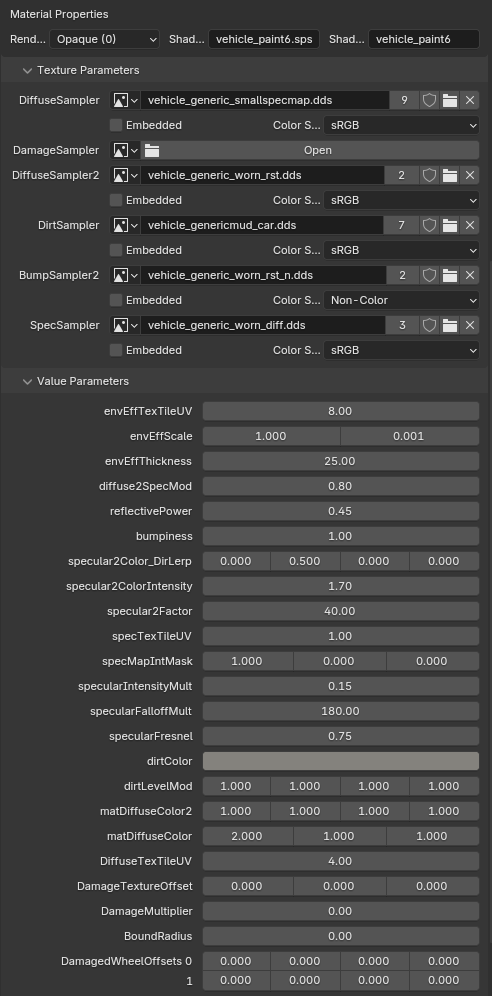 Material Properties
Rend... Opaque (0) Shad... vehicle_paint6.sps Shad... vehicle_paint6
Texture Parameters
DiffuseSampler vehicle_generic_smallspecmap.dds 9
Embedded Color S... sRGB
DamageSampler Open
DiffuseSampler2 vehicle_generic_worn_rst.dds 2
Embedded Color S... sRGB
DirtSampler vehicle_genericmud_car.dds 7
Embedded Color S... sRGB
BumpSampler2 vehicle_generic_worn_rst_n.dds 2
Embedded Color S... Non-Color
SpecSampler vehicle_generic_worn_diff.dds 3
Embedded Color S... sRGB
Value Parameters
envEffTexTileUV 8.00
envEffScale 1.000 0.001
envEffThickness 25.00
diffuse2SpecMod 0.80
reflectivePower 0.45
bumpiness 1.00
specular2Color_DirLerp 0.000 0.500 0.000 0.000
specular2ColorIntensity 1.70
specular2Factor 40.00
specTexTileUV 1.00
specMapIntMask 1.000 0.000 0.000
specularIntensityMult 0.15
specularFalloffMult 180.00
specularFresnel 0.75
dirtColor
dirtLevelMod 1.000 1.000 1.000 1.000
matDiffuseColor2 1.000 1.000 1.000 1.000
matDiffuseColor 2.000 1.000 1.000
DiffuseTexTileUV 4.00
DamageTextureOffset 0.000 0.000 0.000
DamageMultiplier 0.00
BoundRadius 0.00
DamagedWheelOffsets 0 0.000 0.000 0.000 0.000
1 0.000 0.000 0.000 0.000